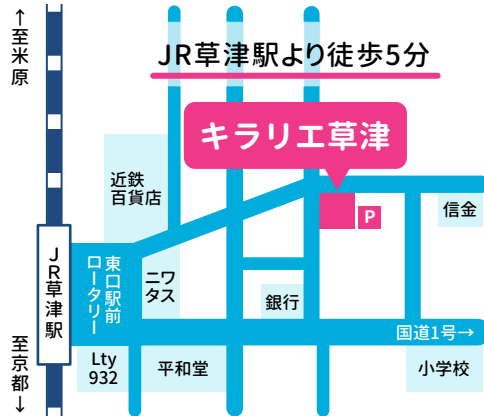 ↑至米原
JR草津駅より徒歩5分
キラリエ草津
近鉄
百貨店
P
信金
JR草津駅
東口駅前
ロータリー
ニワ
タス
銀行
国道1号→
至京都↓
Lty
932
平和堂
小学校